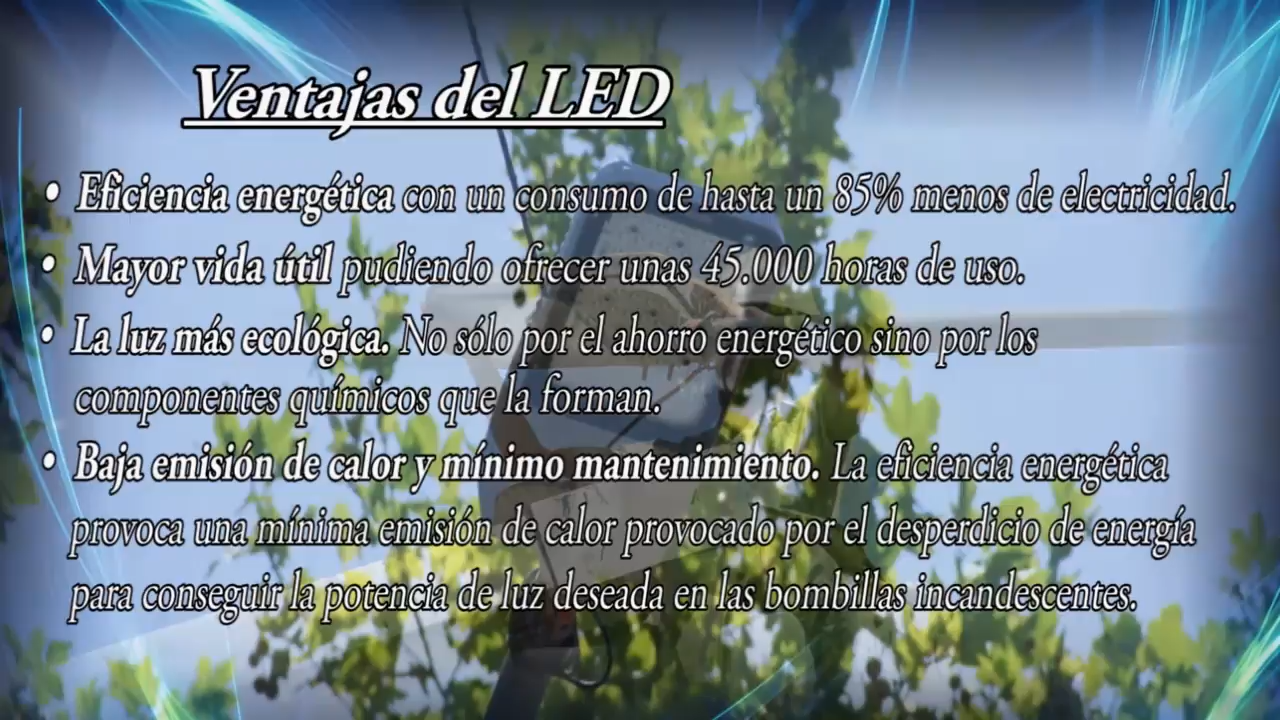 Ventajas del LED
• Eficiencia energética con un consumo de hasta un 85% menos de electricidad.
• Mayor vida útil pudiendo ofrecer unas 45.000 horas de uso.
• La luz más ecológica. No sólo por el ahorro energético sino por los
componentes químicos que la forman.
• Baja emisión de calor y mínimo mantenimiento. La eficiencia energética
provoca una mínima emisión de calor provocado por el desperdicio de energía
para conseguir la potencia de luz deseada en las bombillas incandescentes.